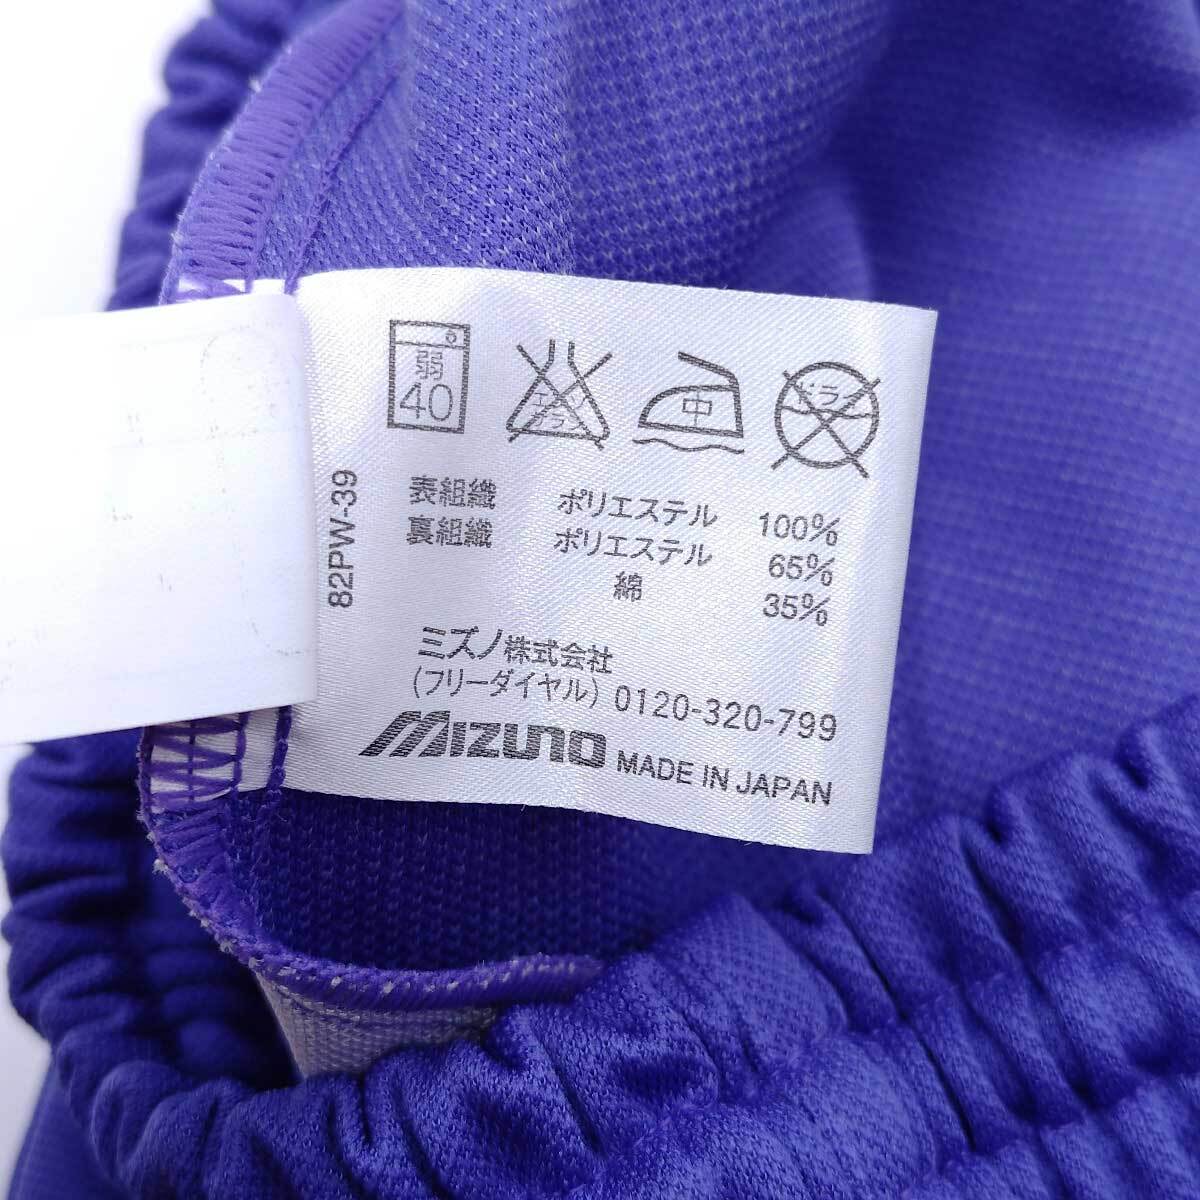 弱
40
エンソ
サラシ
中
ドライ
82PW-39
表組織 ポリエステル 100%
裏組織 ポリエステル 65%
綿 35%
ミズノ株式会社
(フリーダイヤル) 0120-320-799
MIZUNO MADE IN JAPAN